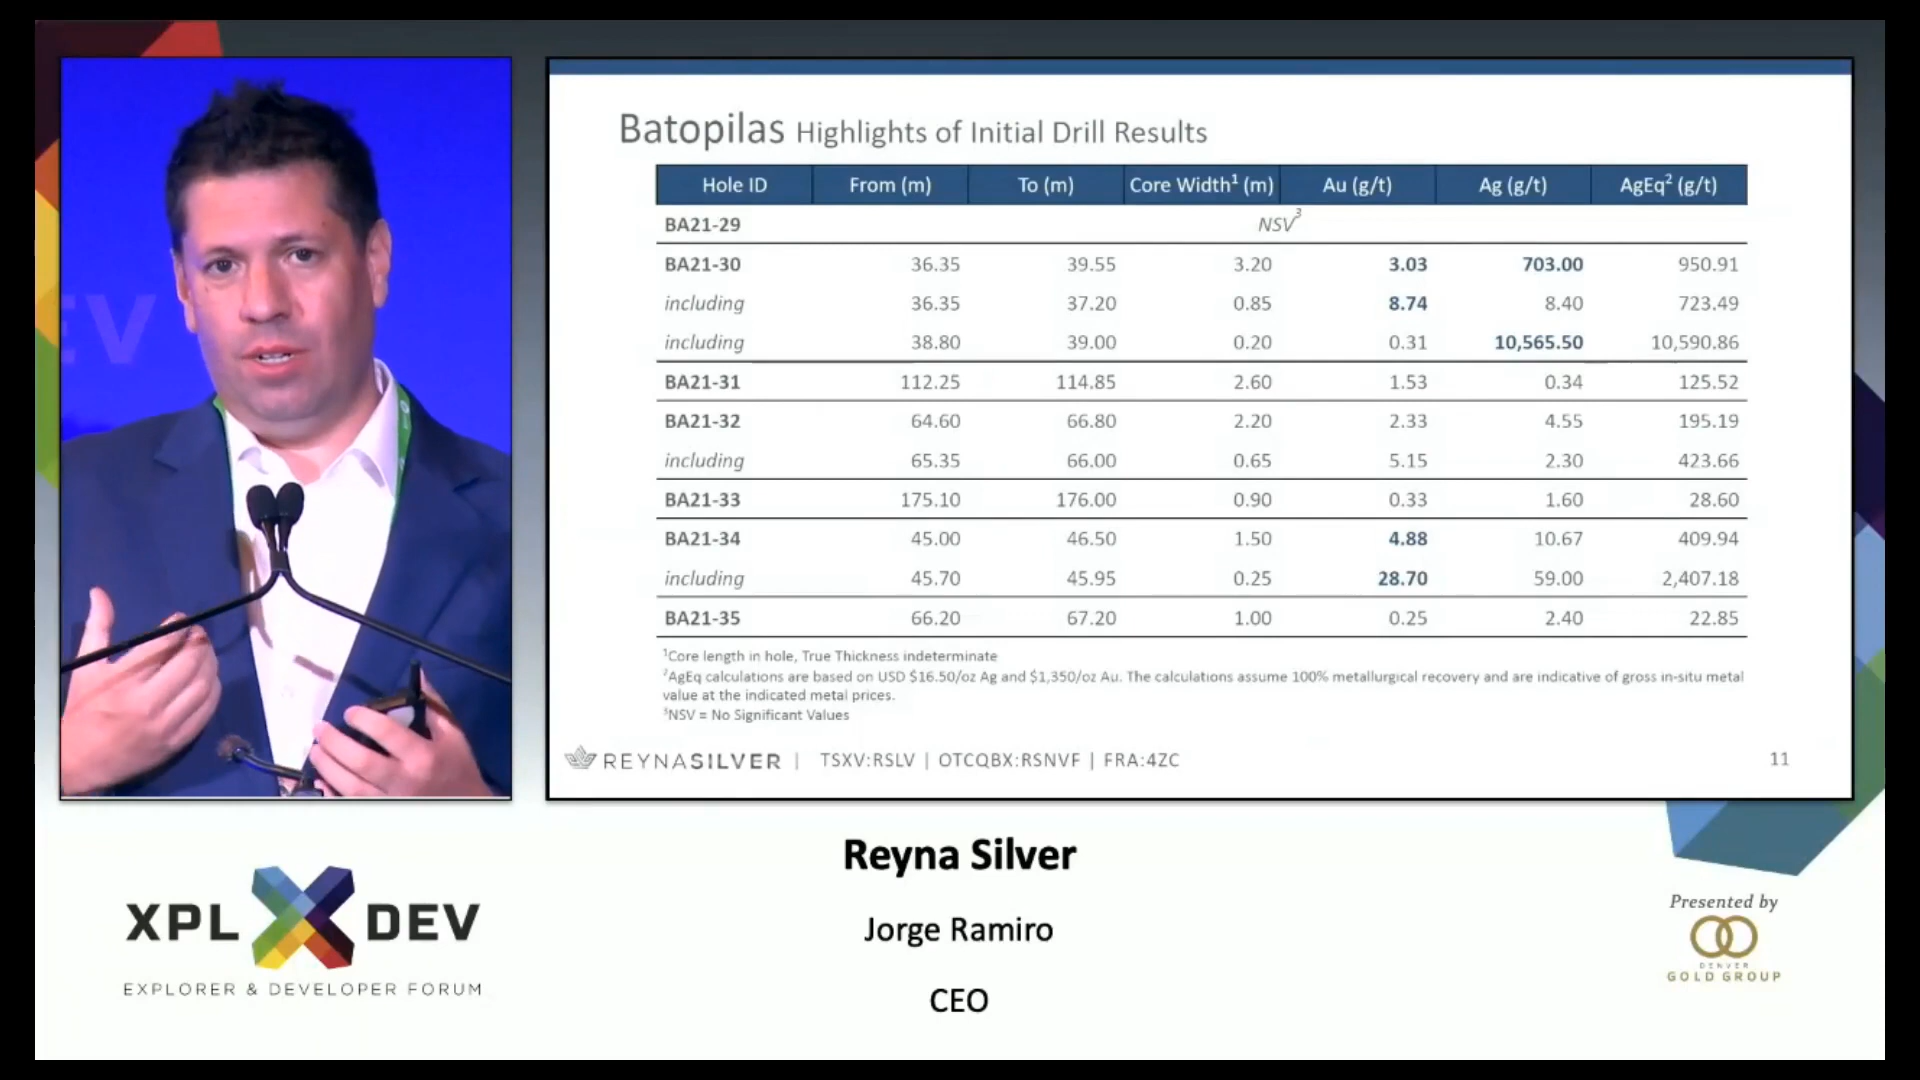 EV
Batopilas Highlights of Initial Drill Results
Hole ID From (m) To (m) Core Width¹ (m) Au (g/t) Ag (g/t) AgEq² (g/t)
BA21-29 NSV³
BA21-30 36.35 39.55 3.20 3.03 703.00 950.91
including 36.35 37.20 0.85 8.74 8.40 723.49
including 38.80 39.00 0.20 0.31 10,565.50 10,590.86
BA21-31 112.25 114.85 2.60 1.53 0.34 125.52
BA21-32 64.60 66.80 2.20 2.33 4.55 195.19
including 65.35 66.00 0.65 5.15 2.30 423.66
BA21-33 175.10 176.00 0.90 0.33 1.60 28.60
BA21-34 45.00 46.50 1.50 4.88 10.67 409.94
including 45.70 45.95 0.25 28.70 59.00 2,407.18
BA21-35 66.20 67.20 1.00 0.25 2.40 22.85
¹Core length in hole, True Thickness indeterminate
²AgEq calculations are based on USD $16.50/oz Ag and $1,350/oz Au. The calculations assume 100% metallurgical recovery and are indicative of gross in-situ metal
value at the indicated metal prices.
³NSV = No Significant Values
REYNASILVER | TSXV:RSLV | OTCQBX:RSNVF | FRA:4ZC 11
Reyna Silver
Jorge Ramiro
CEO
XPL DEV
EXPLORER & DEVELOPER FORUM
Presented by
DENVER
GOLD GROUP